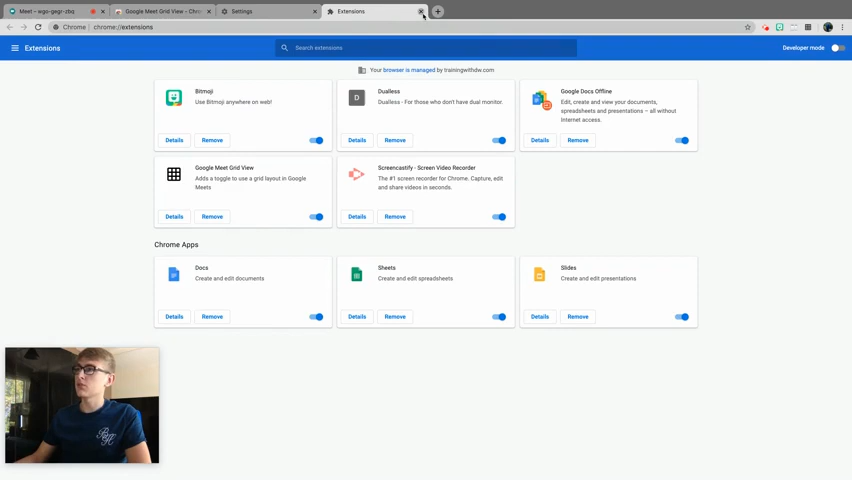 Meet – wgo-gegr-zbq
Google Meet Grid View – Chro
Settings
Extensions
Chrome | chrome://extensions
Extensions
Search extensions
Developer mode
Your browser is managed by trainingwithdw.com
Bitmoji
Use Bitmoji anywhere on web!
Details
Remove
D
Dualless
Dualless - For those who don't have dual monitor.
Details
Remove
Google Docs Offline
Edit, create and view your documents,
spreadsheets and presentations — all without
Internet access.
Details
Remove
Google Meet Grid View
Adds a toggle to use a grid layout in Google
Meets
Details
Remove
Screencastify - Screen Video Recorder
The #1 screen recorder for Chrome. Capture, edit
and share videos in seconds.
Details
Remove
Chrome Apps
Docs
Create and edit documents
Details
Remove
Sheets
Create and edit spreadsheets
Details
Remove
Slides
Create and edit presentations
Details
Remove